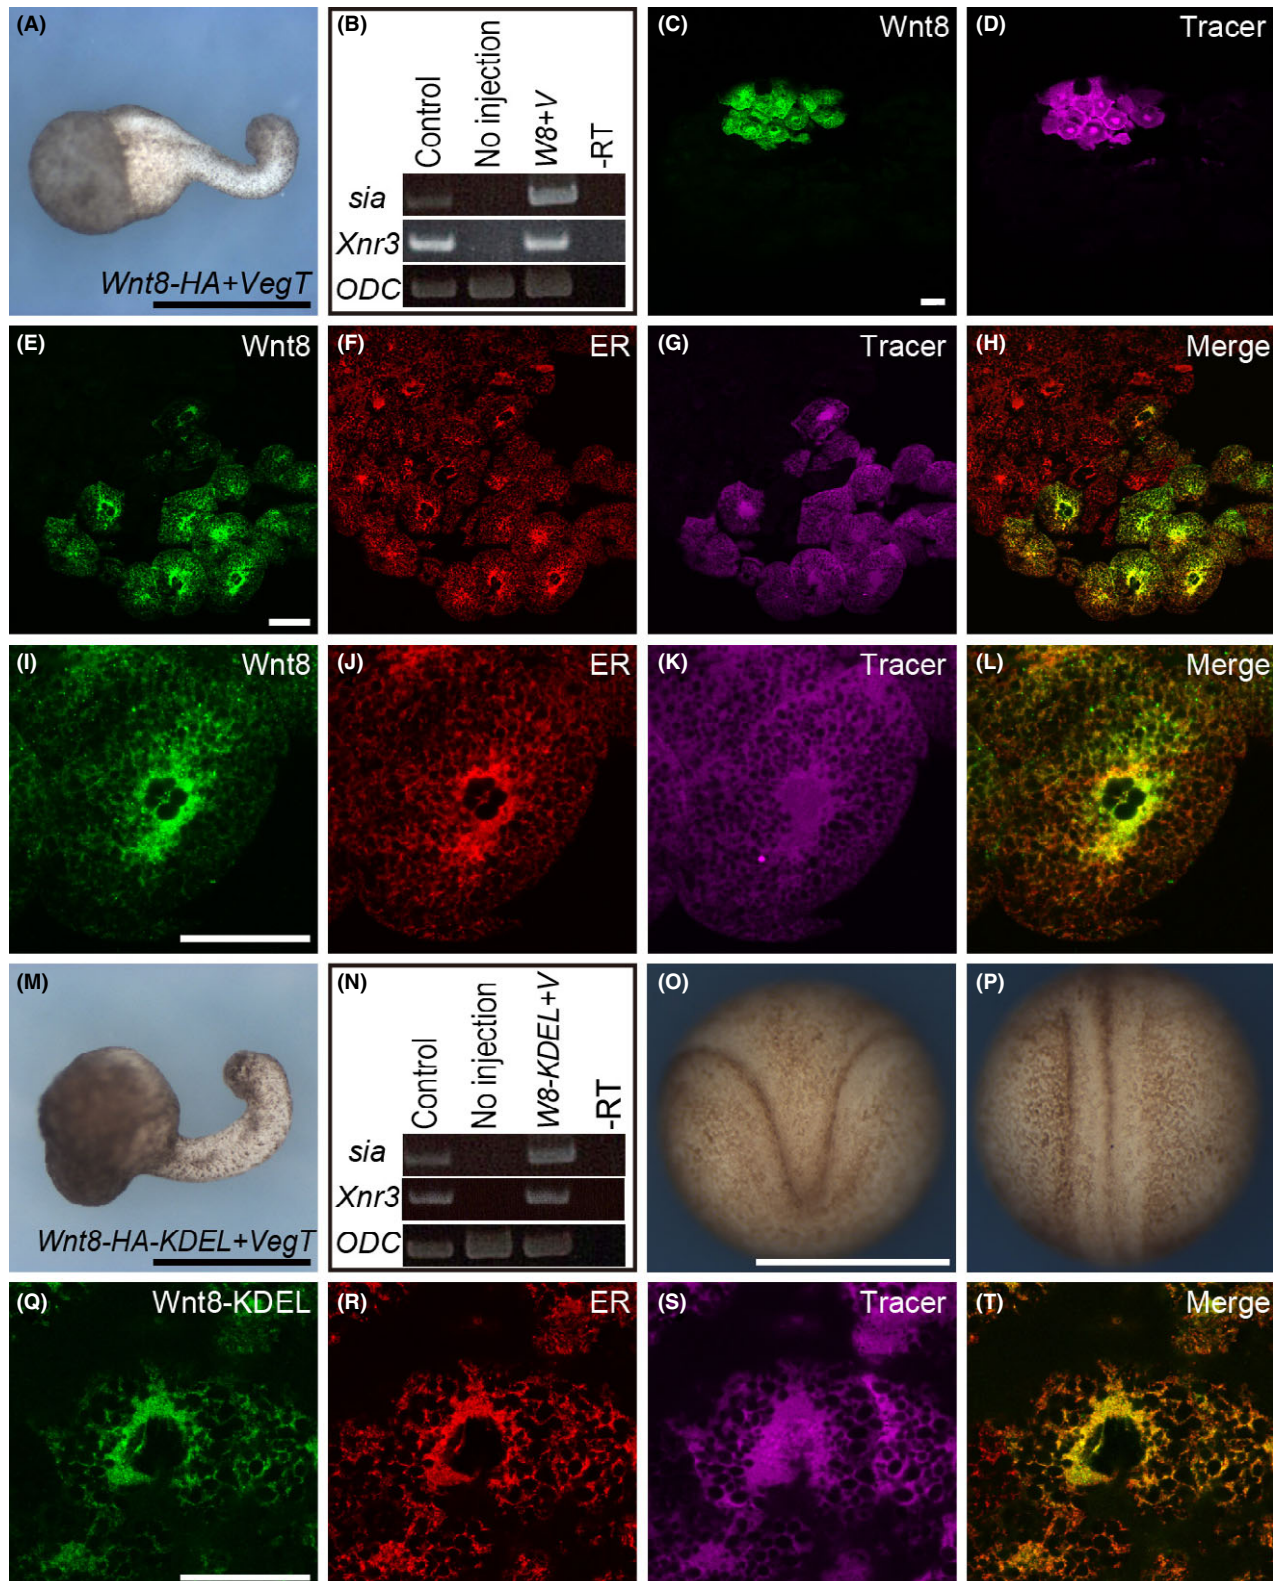 (A)
Wnt8-HA+VegT
(B)
Control
No injection
W8+V
-RT
sia
Xnr3
ODC
(C)
Wnt8
(D)
Tracer
(E)
Wnt8
(F)
ER
(G)
Tracer
(H)
Merge
(I)
Wnt8
(J)
ER
(K)
Tracer
(L)
Merge
(M)
Wnt8-HA-KDEL+VegT
(N)
Control
No injection
W8-KDEL+V
-RT
sia
Xnr3
ODC
(O)
(P)
(Q)
Wnt8-KDEL
(R)
ER
(S)
Tracer
(T)
Merge